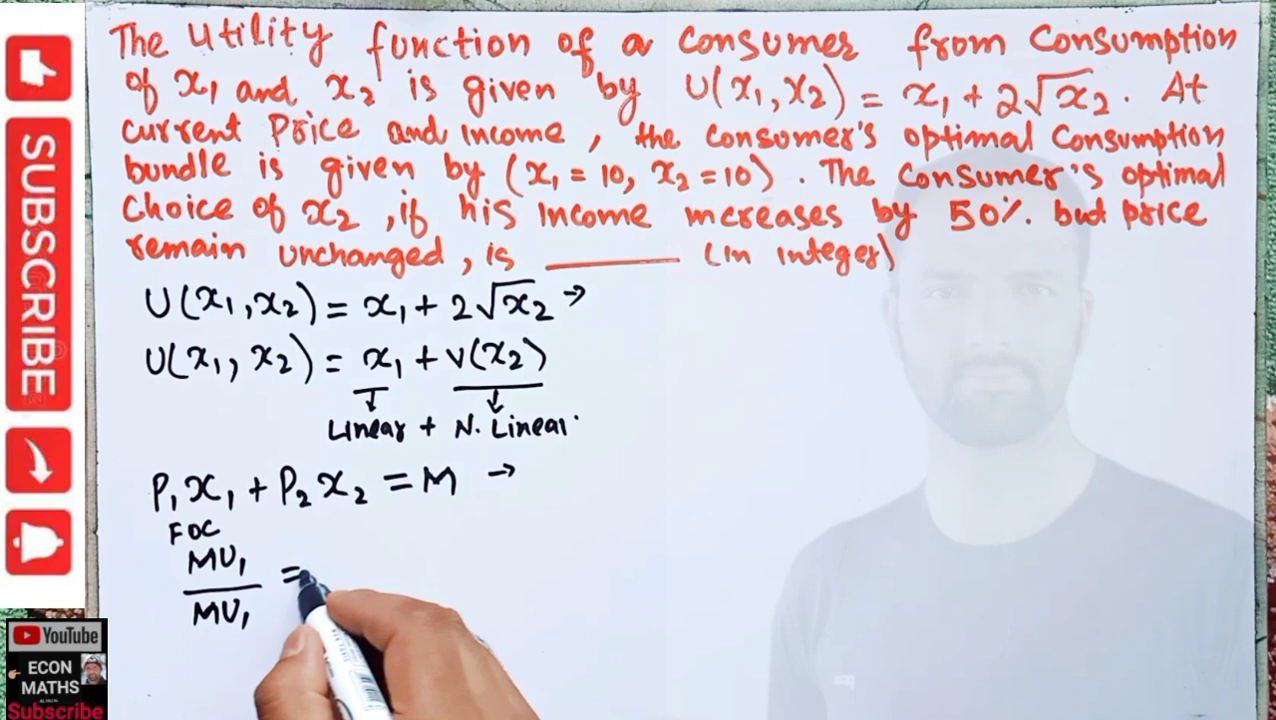 The Utility function of a consumer from Consumption
of x₁ and x₂ is given by U(x₁, x₂) = x₁ + 2√x₂. At
current Price and income, the consumer's optimal Consumption
bundle is given by (x₁ = 10, x₂ = 10). The consumer's optimal
choice of x₂, if his income increases by 50% but price
remain unchanged, is ______ (in integer)
U(x₁, x₂) = x₁ + 2√x₂ →
U(x₁, x₂) = x₁ + v(x₂)
↓ ↓
Linear + N. Linear.
P₁x₁ + P₂x₂ = M →
FOC
MU₁
=
MU₁
SUBSCRIBE
YouTube
ECON
MATHS
Subscribe